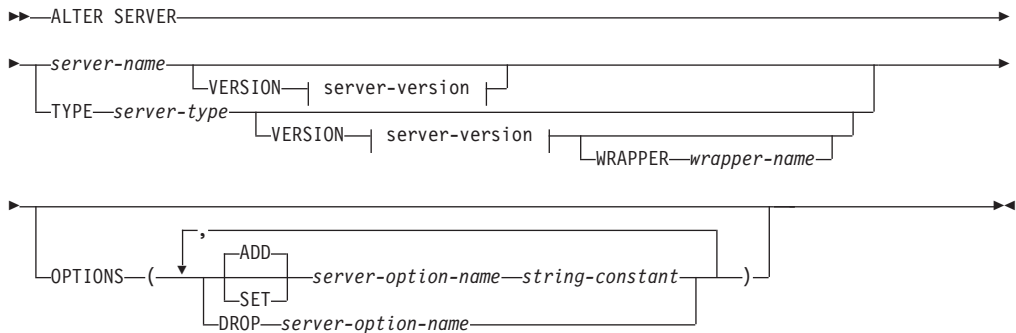 ALTER SERVER
server-name
VERSION server-version
TYPE server-type
VERSION server-version
WRAPPER wrapper-name
,
OPTIONS ( ADD server-option-name string-constant )
SET
DROP server-option-name